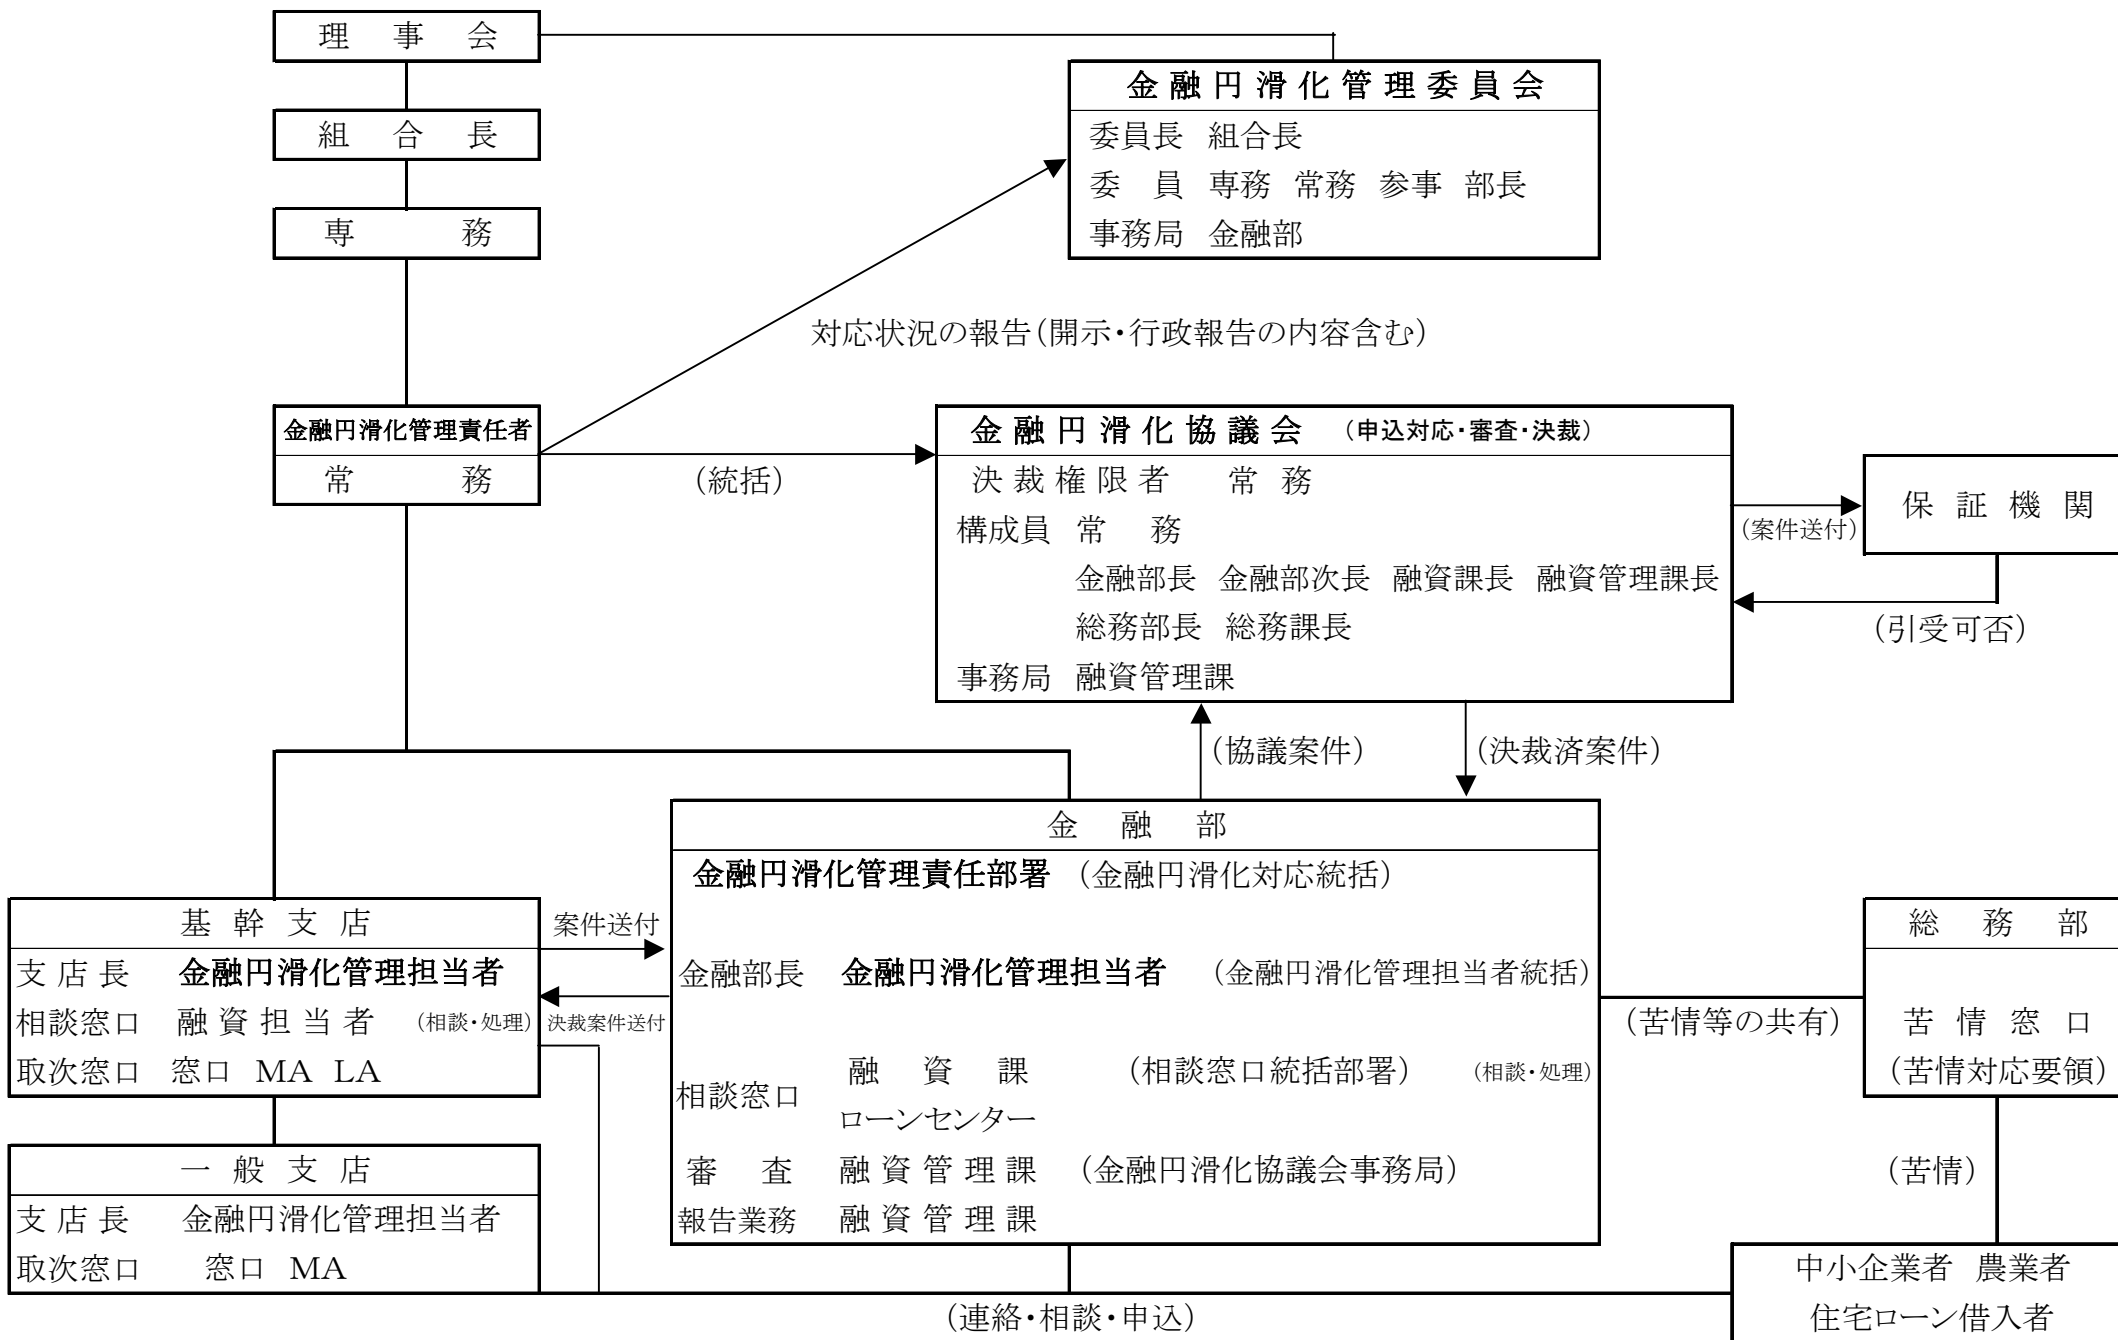 理事会
金融円滑化管理委員会
委員長 組合長
委員 専務 常務 参事 部長
事務局 金融部
組合長
専務
対応状況の報告(開示・行政報告の内容含む)
金融円滑化管理責任者
常務
(統括)
金融円滑化協議会 (申込対応・審査・決裁)
決裁権限者 常務
構成員 常務
金融部長 金融部次長 融資課長 融資管理課長
総務部長 総務課長
事務局 融資管理課
保証機関
(案件送付)
(引受可否)
(協議案件)
(決裁済案件)
金融部
金融円滑化管理責任部署 (金融円滑化対応統括)
金融部長 金融円滑化管理担当者 (金融円滑化管理担当者統括)
相談窓口 融資課 (相談窓口統括部署) (相談・処理)
ローンセンター
審査 融資管理課 (金融円滑化協議会事務局)
報告業務 融資管理課
基幹支店
支店長 金融円滑化管理担当者
相談窓口 融資担当者 (相談・処理)
取次窓口 窓口 MA LA
案件送付
決裁案件送付
一般支店
支店長 金融円滑化管理担当者
取次窓口 窓口 MA
総務部
苦情窓口
(苦情対応要領)
(苦情等の共有)
(苦情)
中小企業者 農業者
住宅ローン借入者
(連絡・相談・申込)